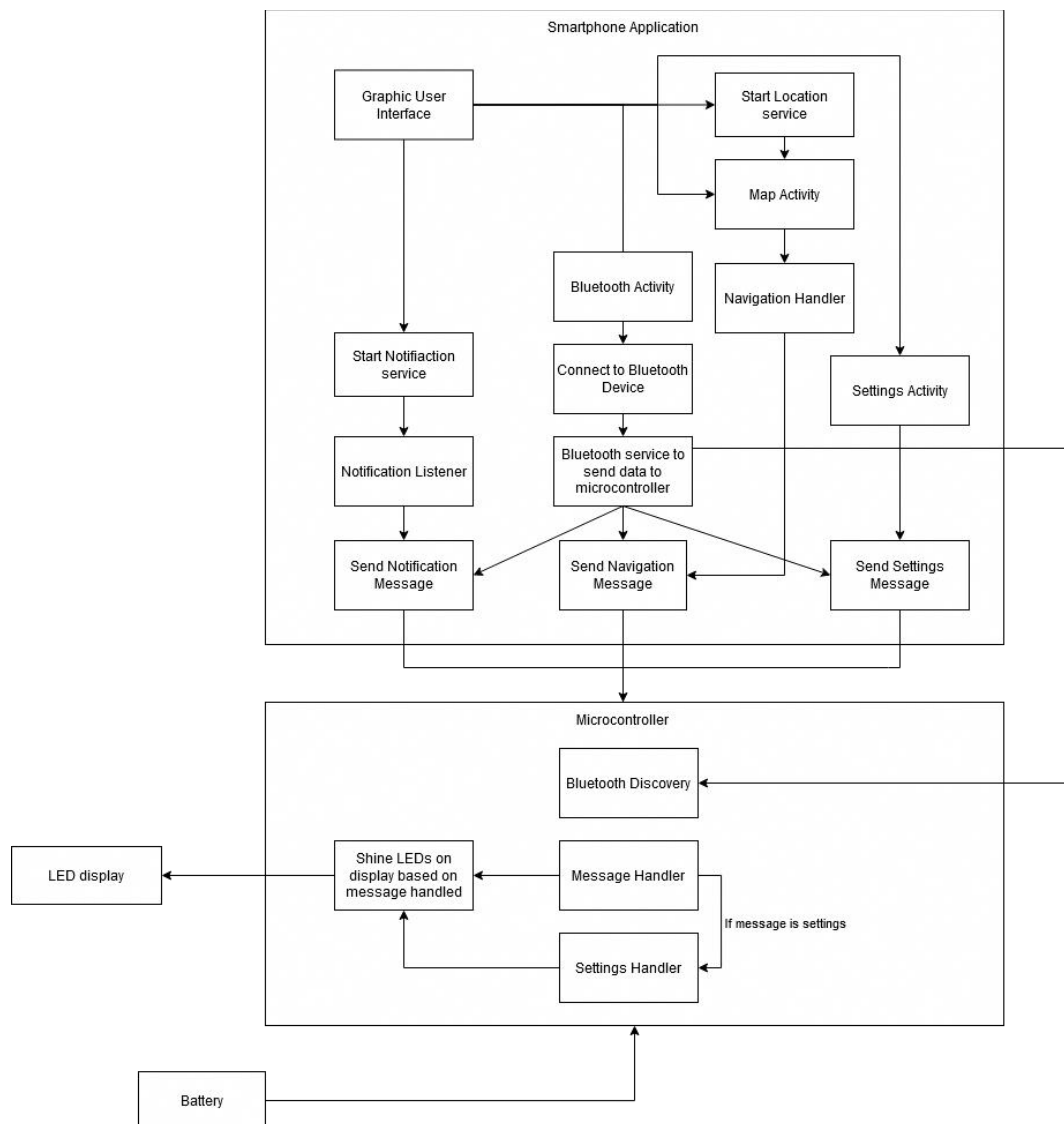 Smartphone Application
Graphic User
Interface
Start Location
service
Map Activity
Bluetooth Activity
Navigation Handler
Start Notifiaction
service
Connect to Bluetooth
Device
Settings Activity
Notification Listener
Bluetooth service to
send data to
microcontroller
Send Notification
Message
Send Navigation
Message
Send Settings
Message
Microcontroller
Bluetooth Discovery
LED display
Shine LEDs on
display based on
message handled
Message Handler
If message is settings
Settings Handler
Battery